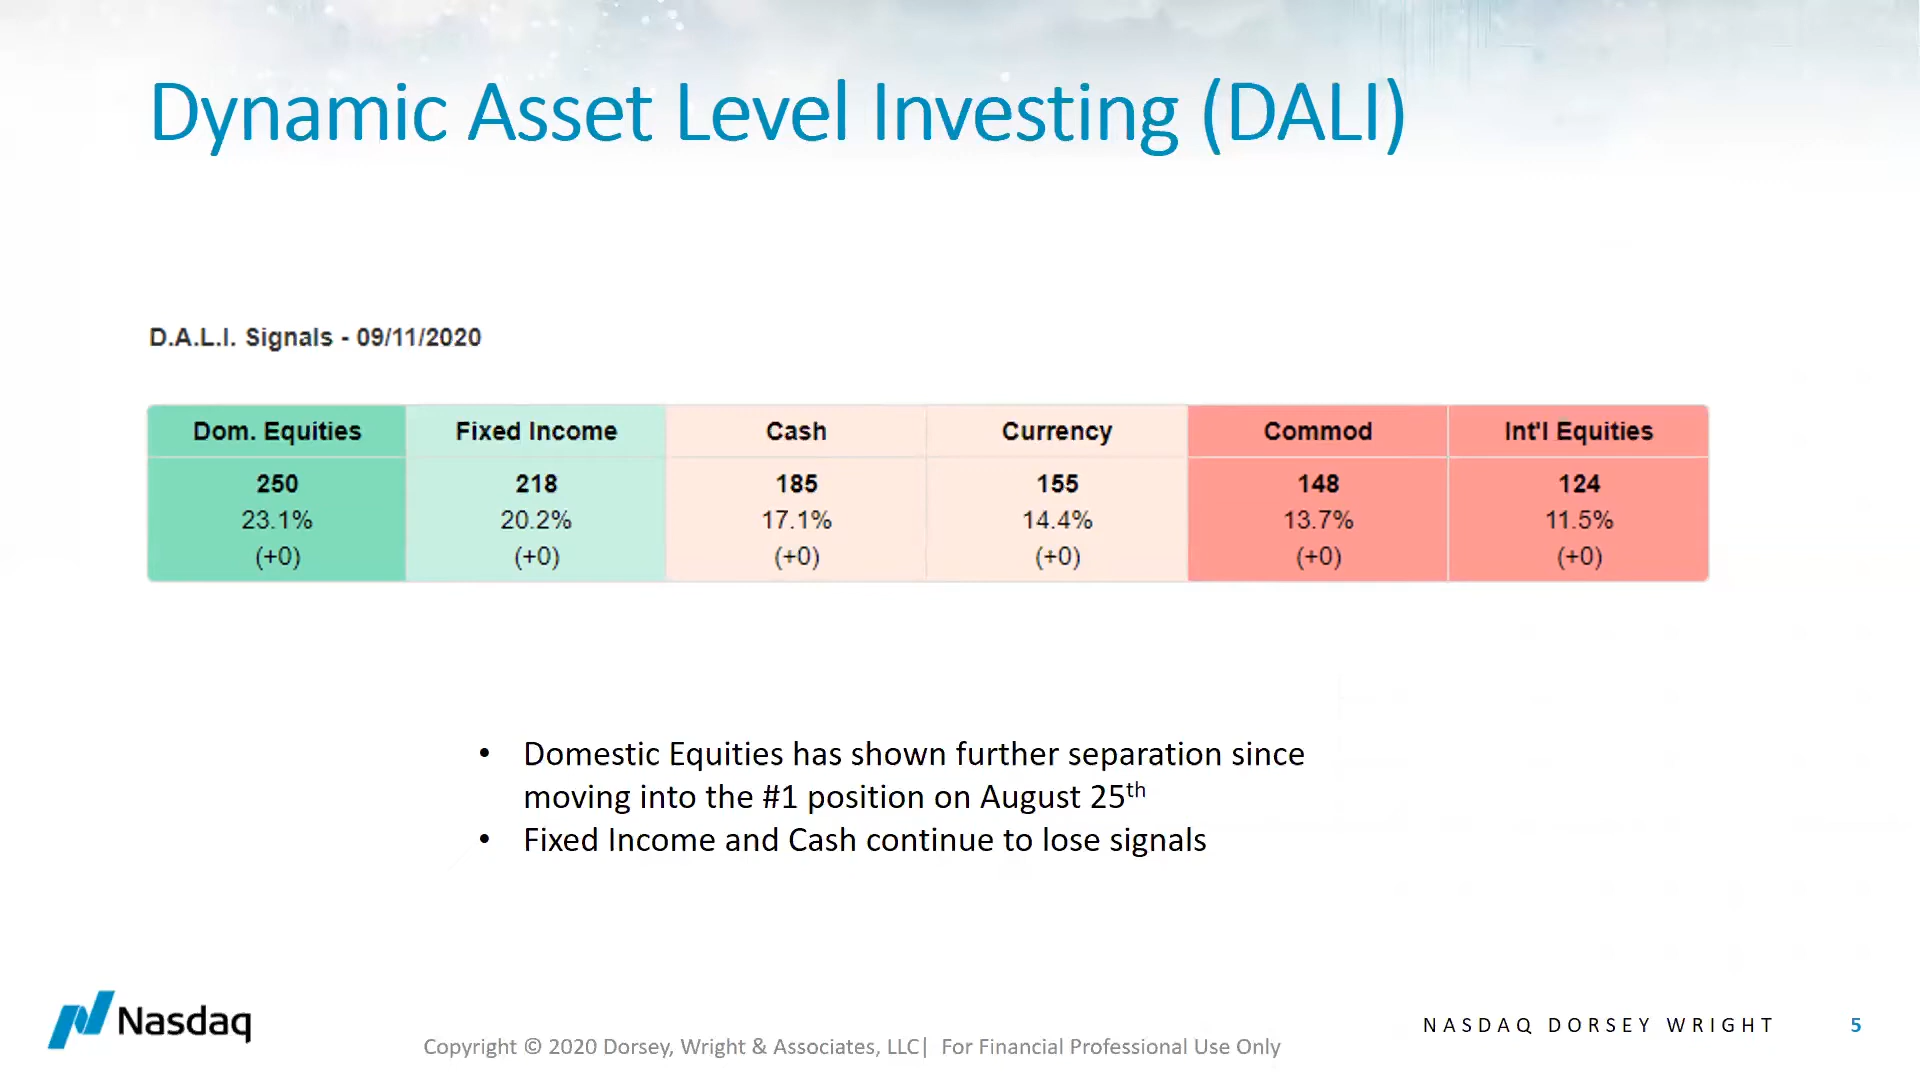 Dynamic Asset Level Investing (DALI)
D.A.L.I. Signals - 09/11/2020
Dom. Equities Fixed Income Cash Currency Commod Int'l Equities
250 218 185 155 148 124
23.1% 20.2% 17.1% 14.4% 13.7% 11.5%
(+0) (+0) (+0) (+0) (+0) (+0)
• Domestic Equities has shown further separation since
moving into the #1 position on August 25th
• Fixed Income and Cash continue to lose signals
Nasdaq
Copyright © 2020 Dorsey, Wright & Associates, LLC| For Financial Professional Use Only
NASDAQ DORSEY WRIGHT 5